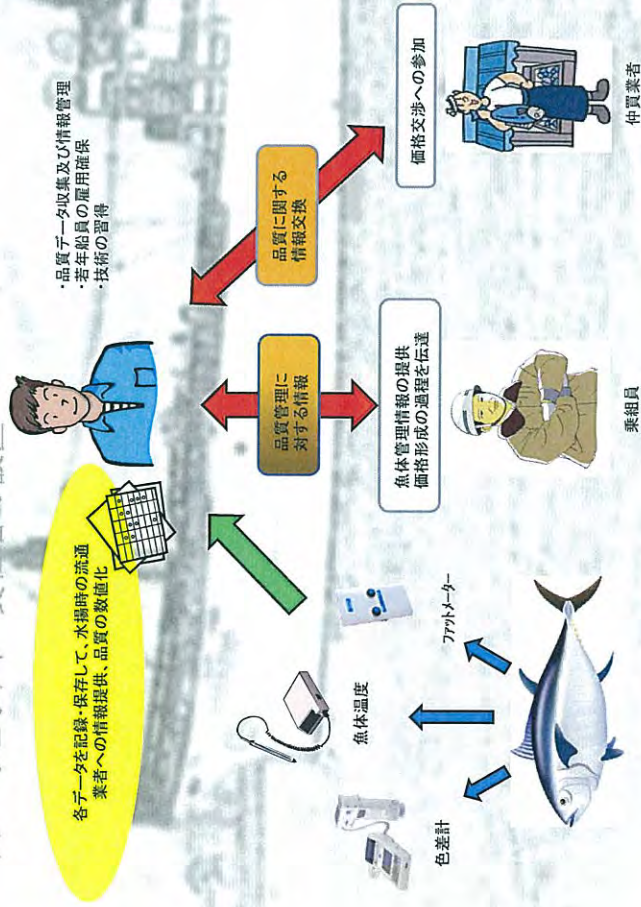 各データを記録・保存して、水揚時の流通
業者への情報提供、品質の数値化
・品質データ収集及び情報管理
・若年船員の雇用確保
・技術の習得
品質管理に
対する情報
品質に関する
情報交換
魚体管理情報の提供
価格形成の過程を伝達
価格交渉への参加
色差計
魚体温度
ファットメーター
乗組員
仲買業者